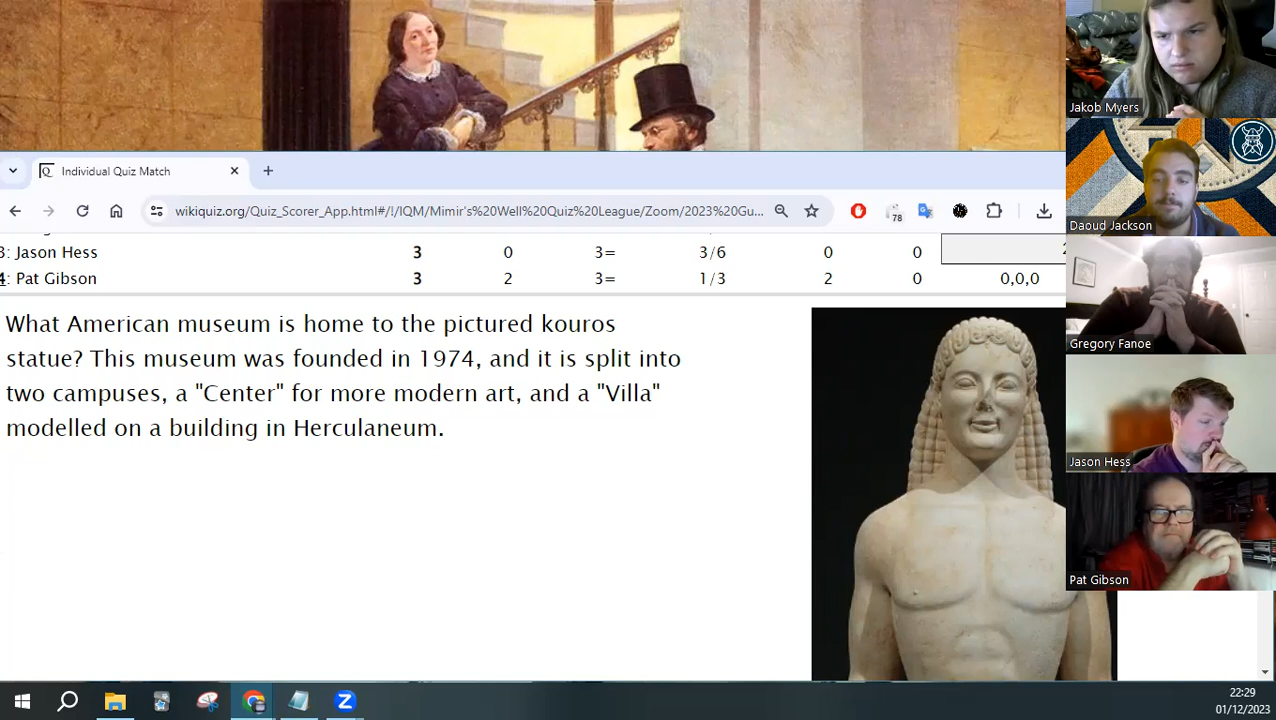 Individual Quiz Match
wikiquiz.org/Quiz_Scorer_App.html#/!/IQM/Mimir's%20Well%20Quiz%20League/Zoom/2023%20Gu...
78
3: Jason Hess 3 0 3= 3/6 0 0
4: Pat Gibson 3 2 3= 1/3 2 0 0,0,0
What American museum is home to the pictured kouros
statue? This museum was founded in 1974, and it is split into
two campuses, a "Center" for more modern art, and a "Villa"
modelled on a building in Herculaneum.
Jakob Myers
Daoud Jackson
Gregory Fanoe
Jason Hess
Pat Gibson
22:29
01/12/2023